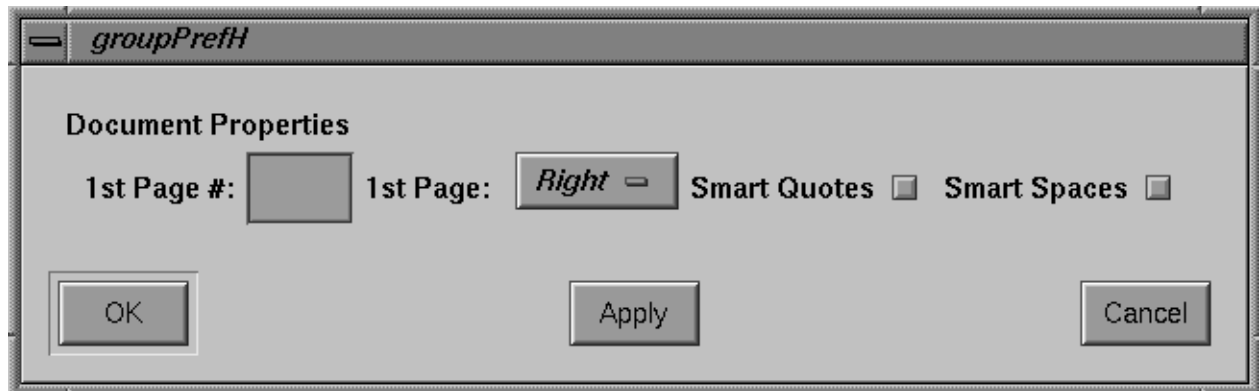 groupPrefH
Document Properties
1st Page #: 1st Page: Right Smart Quotes Smart Spaces
OK Apply Cancel